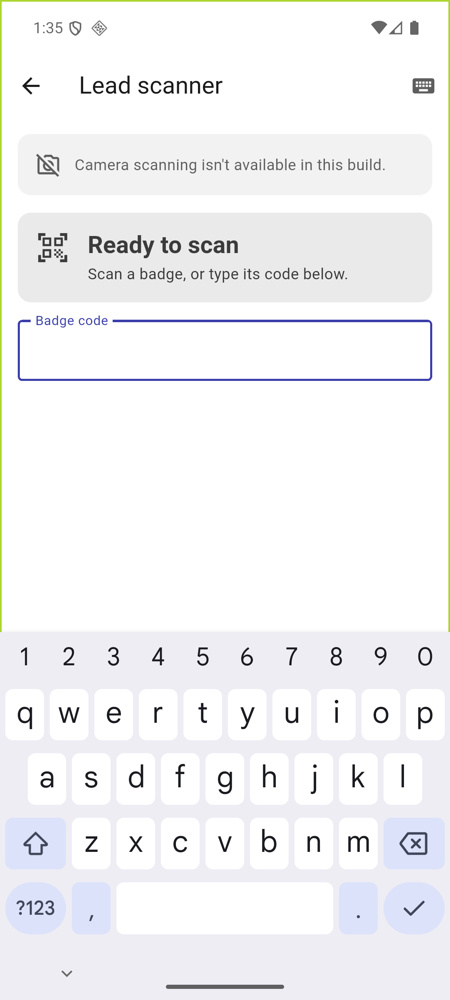 1:35
Lead scanner
Camera scanning isn't available in this build.
Ready to scan
Scan a badge, or type its code below.
Badge code
1 2 3 4 5 6 7 8 9 0
q w e r t y u i o p
a s d f g h j k l
z x c v b n m
?123 , .